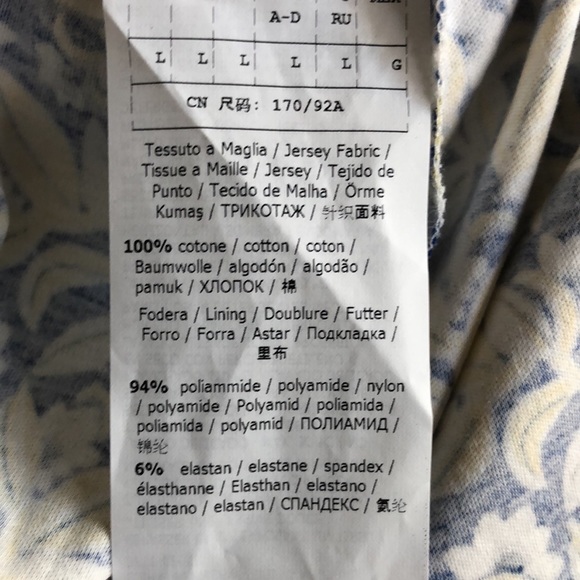 A-D RU
L L L L L G
CN 尺码: 170/92A
Tessuto a Maglia / Jersey Fabric /
Tissue a Maille / Jersey / Tejido de
Punto / Tecido de Malha / Örme
Kumaş / ТРИКОТАЖ / 针织面料
100% cotone / cotton / coton /
Baumwolle / algodón / algodão /
pamuk / ХЛОПОК / 棉
Fodera / Lining / Doublure / Futter /
Forro / Forra / Astar / Подкладка /
里布
94% poliammide / polyamide / nylon
/ polyamide / Polyamid / poliamida /
poliamida / polyamid / ПОЛИАМИД /
锦纶
6% elastan / elastane / spandex /
élasthanne / Elasthan / elastano /
elastano / elastan / СПАНДЕКС / 氨纶